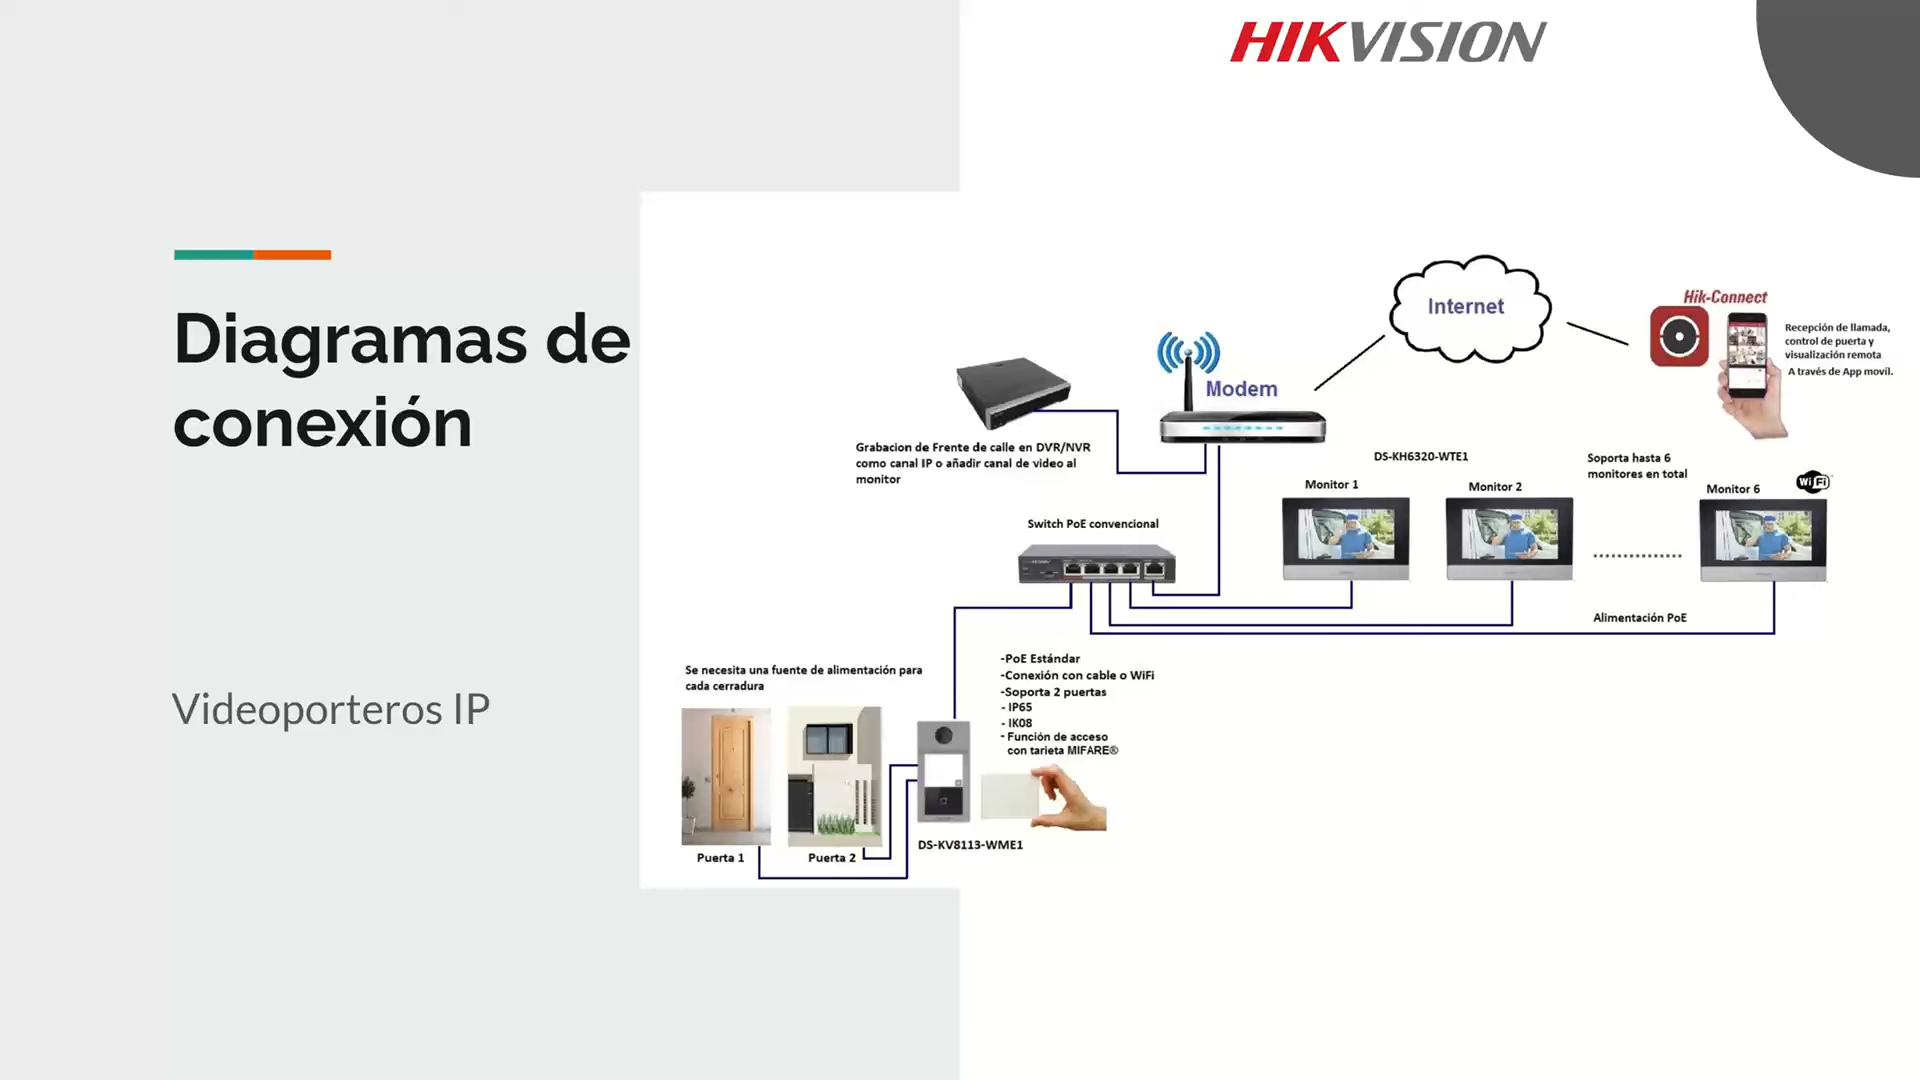 HIKVISION
Diagramas de
conexión
Videoporteros IP
Internet
Hik-Connect
Recepción de llamada,
control de puerta y
visualización remota
A través de App movíl.
Modem
Grabacion de Frente de calle en DVR/NVR
como canal IP o añadir canal de video al
monitor
DS-KH6320-WTE1
Soporta hasta 6
monitores en total
Monitor 1
Monitor 2
Monitor 6
WiFi
Switch PoE convencional
Alimentación PoE
Se necesita una fuente de alimentación para
cada cerradura
-PoE Estándar
-Conexión con cable o WiFi
-Soporta 2 puertas
- IP65
- IK08
- Función de acceso
con tarjeta MIFARE®
Puerta 1
Puerta 2
DS-KV8113-WME1